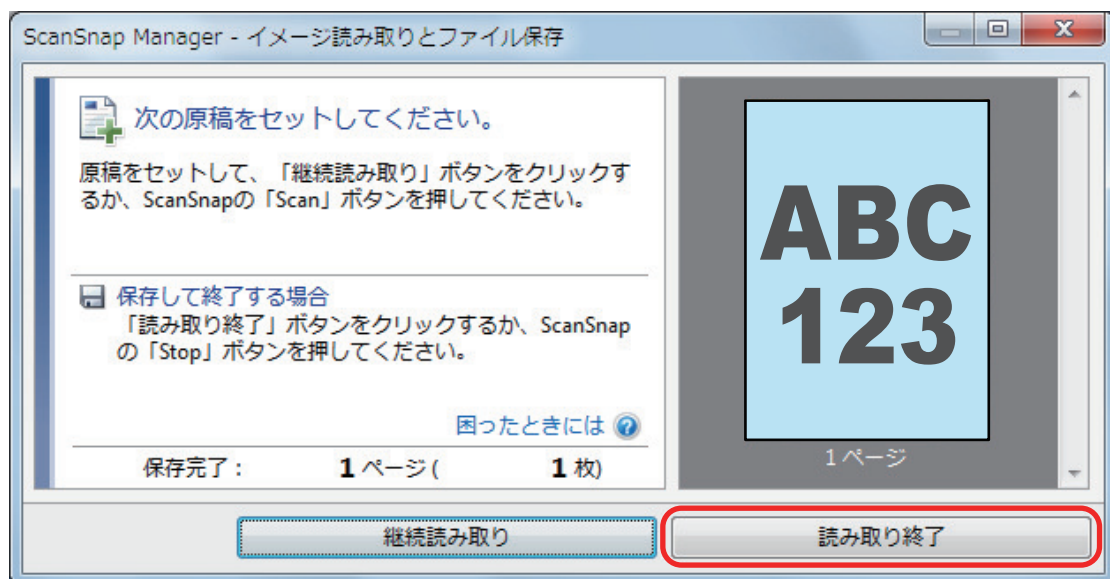 ScanSnap Manager - イメージ読み取りとファイル保存
次の原稿をセットしてください。
原稿をセットして、「継続読み取り」ボタンをクリックす
るか、ScanSnapの「Scan」ボタンを押してください。
保存して終了する場合
「読み取り終了」ボタンをクリックするか、ScanSnap
の「Stop」ボタンを押してください。
困ったときには ?
保存完了： 1 ページ ( 1 枚)
ABC
123
1ページ
継続読み取り
読み取り終了